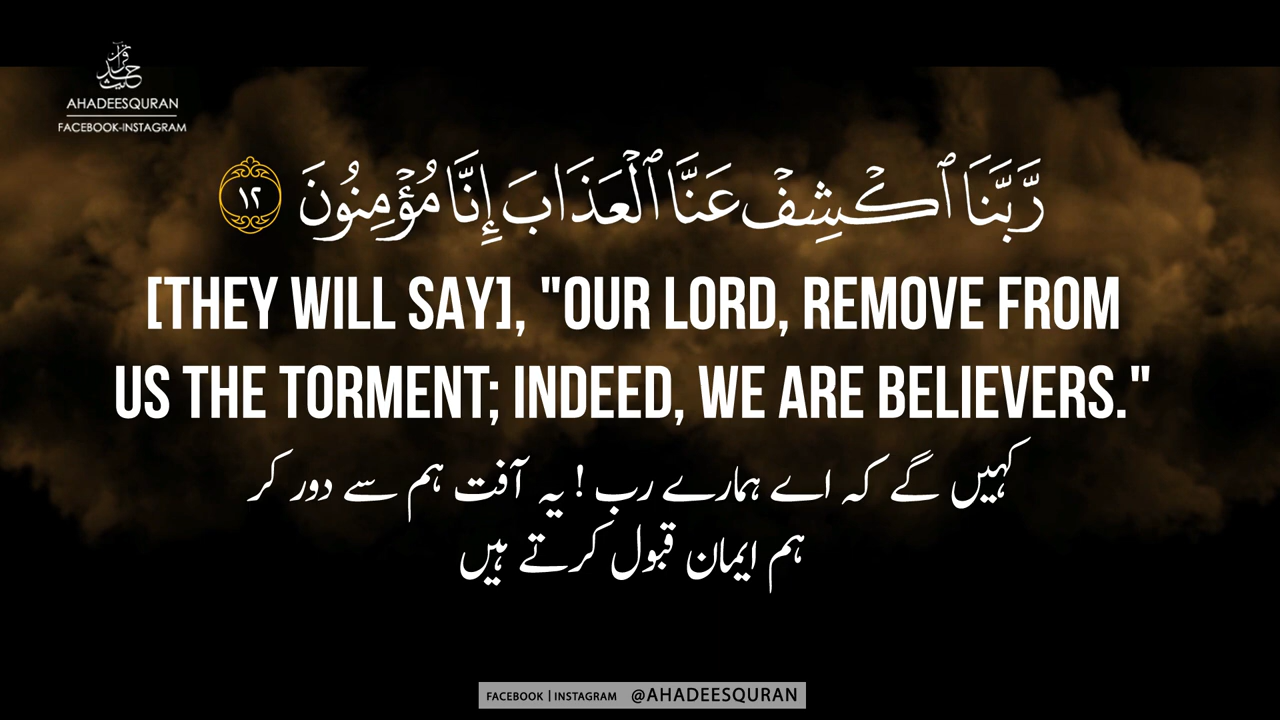 AHADEESQURAN
FACEBOOK-INSTAGRAM
رَّبَّنَا ٱكْشِفْ عَنَّا ٱلْعَذَابَ إِنَّا مُؤْمِنُونَ ١٢
[THEY WILL SAY], "OUR LORD, REMOVE FROM
US THE TORMENT; INDEED, WE ARE BELIEVERS."
کہیں گے کہ اے ہمارے رب ! یہ آفت ہم سے دور کر
ہم ایمان قبول کرتے ہیں
FACEBOOK | INSTAGRAM @AHADEESQURAN